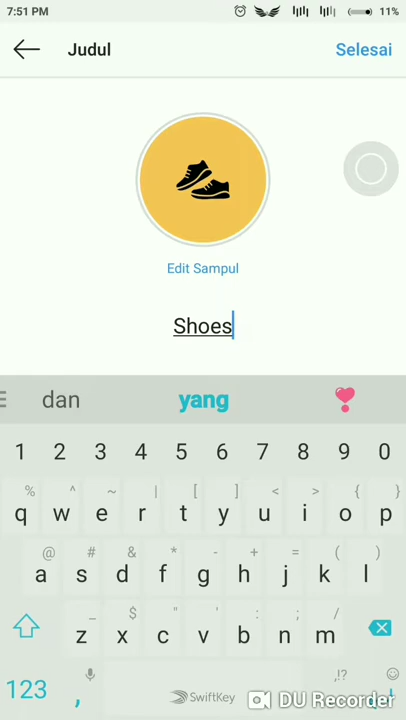 7:51 PM 11%
Judul Selesai
Edit Sampul
Shoes
dan yang
1 2 3 4 5 6 7 8 9 0
% ^ ~ | [ ] < > { }
q w e r t y u i o p
@ # & * - + = ( )
a s d f g h j k l
_ $ " ' : ; /
z x c v b n m
123 , SwiftKey ,!?
DU Recorder